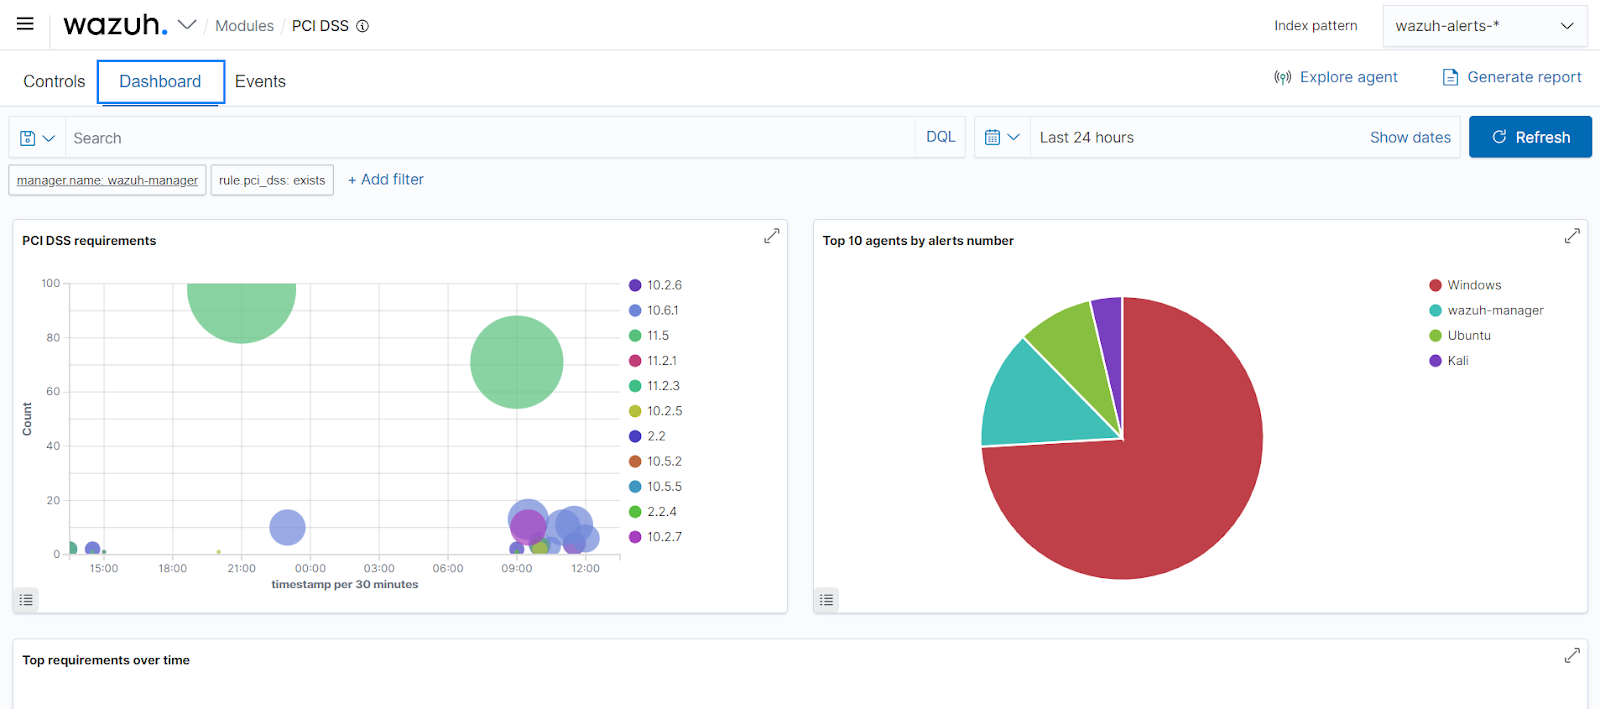 wazuh. / Modules / PCI DSS Index pattern wazuh-alerts-*
Controls Dashboard Events Explore agent Generate report
Search DQL Last 24 hours Show dates Refresh
manager.name: wazuh-manager rule.pci_dss: exists + Add filter
PCI DSS requirements
100
80
60
40
20
0
Count
15:00 18:00 21:00 00:00 03:00 06:00 09:00 12:00
timestamp per 30 minutes
10.2.6
10.6.1
11.5
11.2.1
11.2.3
10.2.5
2.2
10.5.2
10.5.5
2.2.4
10.2.7
Top 10 agents by alerts number
Windows
wazuh-manager
Ubuntu
Kali
Top requirements over time